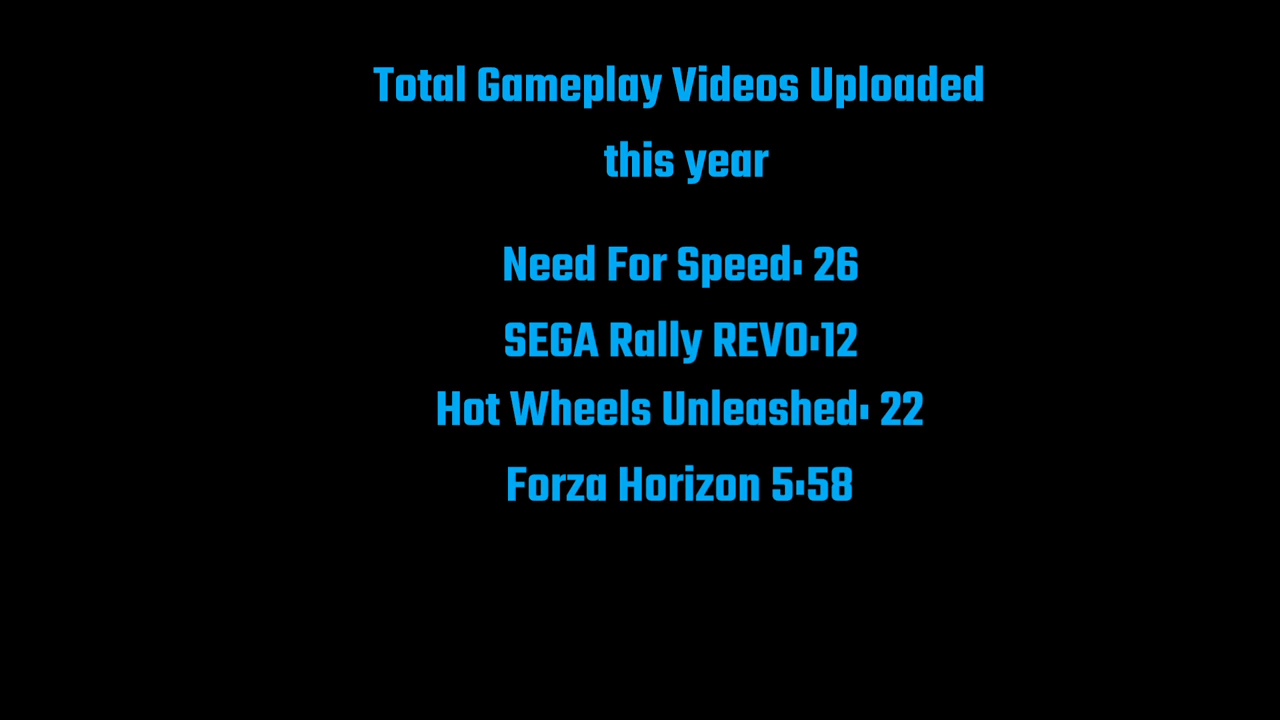 Total Gameplay Videos Uploaded
this year
Need For Speed: 26
SEGA Rally REVO:12
Hot Wheels Unleashed: 22
Forza Horizon 5:58